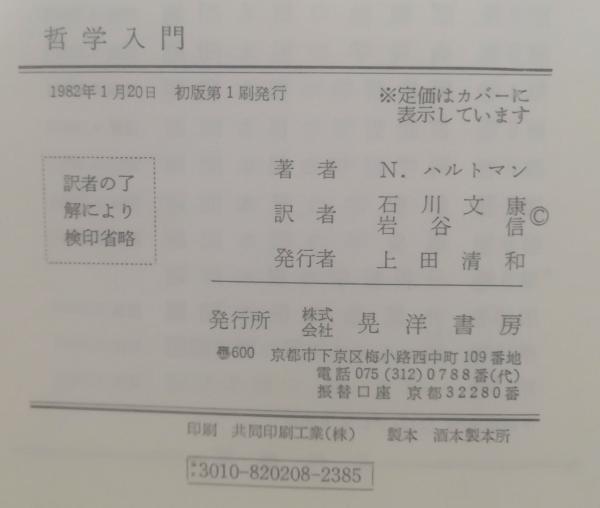 哲学入門
1982年1月20日 初版第1刷発行
※定価はカバーに
表示しています
訳者の了
解により
検印省略
著者 N. ハルトマン
訳者 石川文康
岩谷信 ©
発行者 上田清和
発行所 株式会社 晃洋書房
〠600 京都市下京区梅小路西中町109番地
電話075(312)0788番(代)
振替口座 京都32280番
印刷 共同印刷工業(株) 製本 酒本製本所
3010-820208-2385